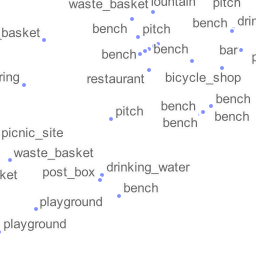 waste_basket fountain pitch
bench pitch bench drin
_basket
bench bench bar p
ring restaurant bicycle_shop
bench bench
pitch bench bench
picnic_site
waste_basket
ket post_box drinking_water
bench
playground
playground